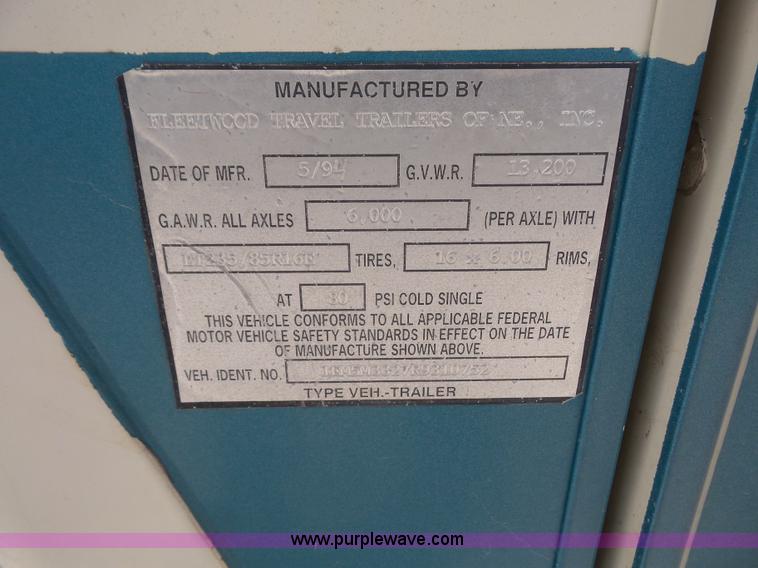 MANUFACTURED BY
FLEETWOOD TRAVEL TRAILERS OF NE., INC.
DATE OF MFR. 5/94 G.V.W.R. 13,200
G.A.W.R. ALL AXLES 6,000 (PER AXLE) WITH
TIRES, 16 x 6.00 RIMS,
AT 80 PSI COLD SINGLE
THIS VEHICLE CONFORMS TO ALL APPLICABLE FEDERAL
MOTOR VEHICLE SAFETY STANDARDS IN EFFECT ON THE DATE
OF MANUFACTURE SHOWN ABOVE.
VEH. IDENT. NO.
TYPE VEH.-TRAILER
www.purplewave.com